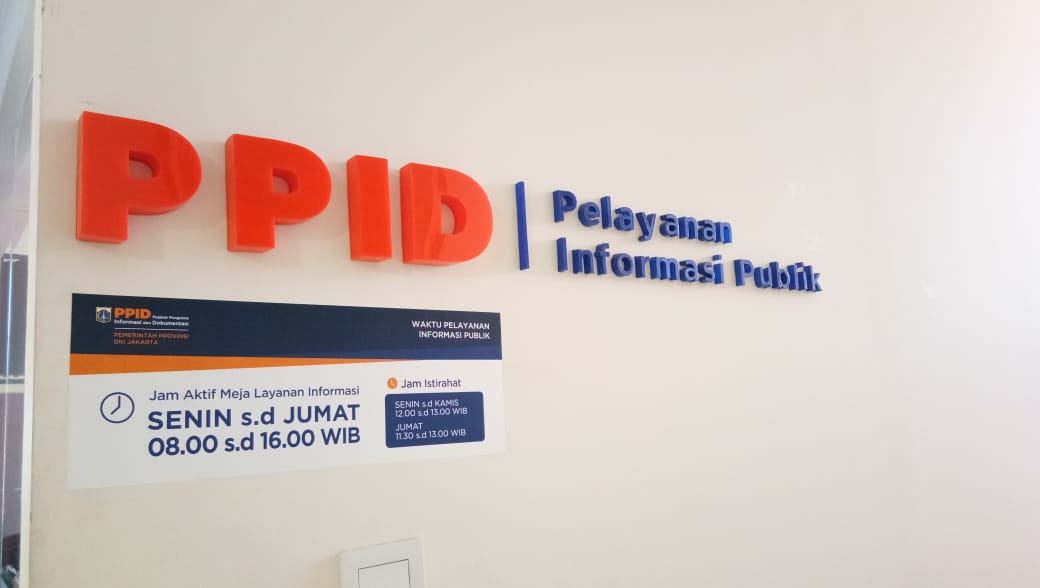 PPID
Pelayanan
Informasi Publik
PPID Pejabat Pengelola
Informasi dan Dokumentasi
PEMERINTAH PROVINSI
DKI JAKARTA
WAKTU PELAYANAN
INFORMASI PUBLIK
Jam Aktif Meja Layanan Informasi
SENIN s.d JUMAT
08.00 s.d 16.00 WIB
Jam Istirahat
SENIN s.d KAMIS
12.00 s.d 13.00 WIB
JUMAT
11.30 s.d 13.00 WIB